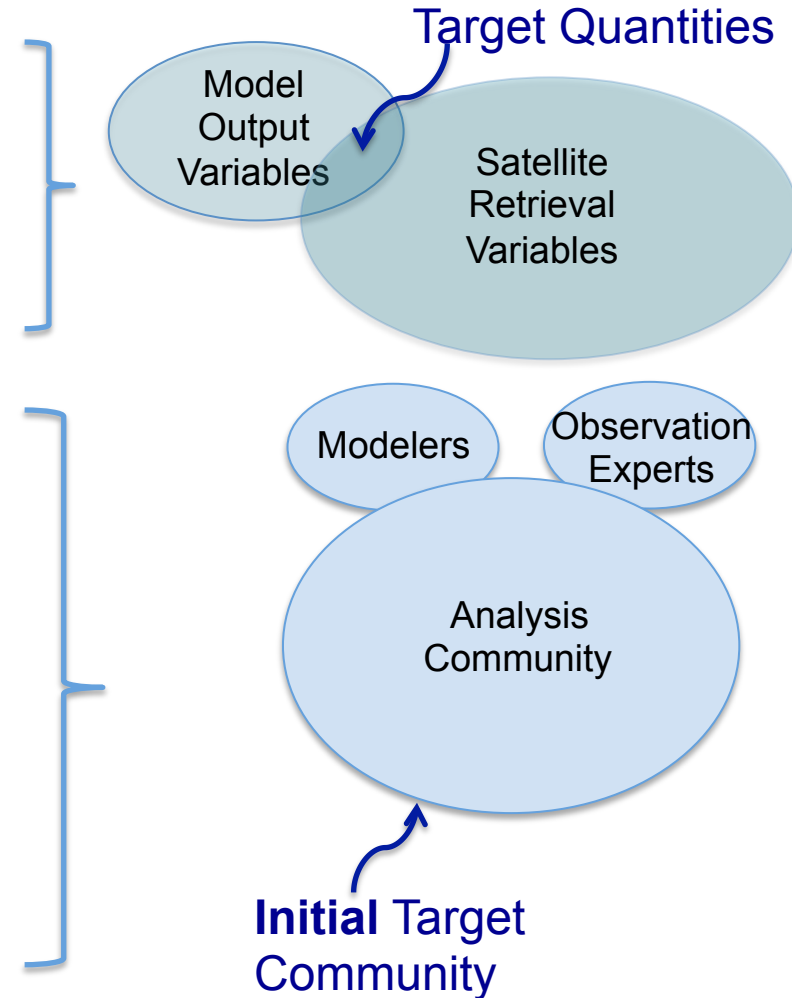 Target Quantities
Model
Output
Variables
Satellite
Retrieval
Variables
Modelers
Observation
Experts
Analysis
Community
Initial Target
Community